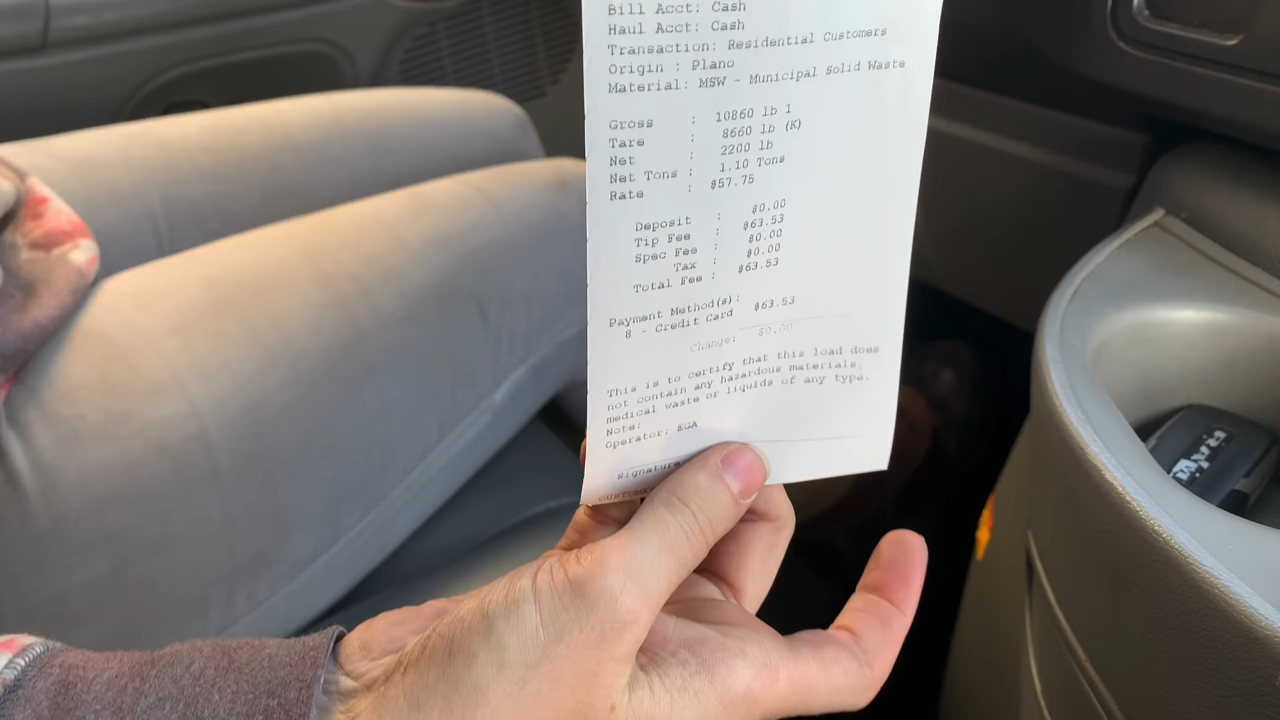 Bill Acct: Cash
Haul Acct: Cash
Transaction: Residential Customers
Origin : Plano
Material: MSW - Municipal Solid Waste
Gross : 10860 lb 1
Tare : 8660 lb (K)
Net : 2200 lb
Net Tons : 1.10 Tons
Rate : $57.75
Deposit : $0.00
Tip Fee : $63.53
Spec Fee : $0.00
Tax : $0.00
Total Fee : $63.53
Payment Method(s):
8 - Credit Card $63.53
Change: $0.00
This is to certify that this load does
not contain any hazardous materials,
medical waste or liquids of any type.
Note:
Operator: EGA
signature
RAM